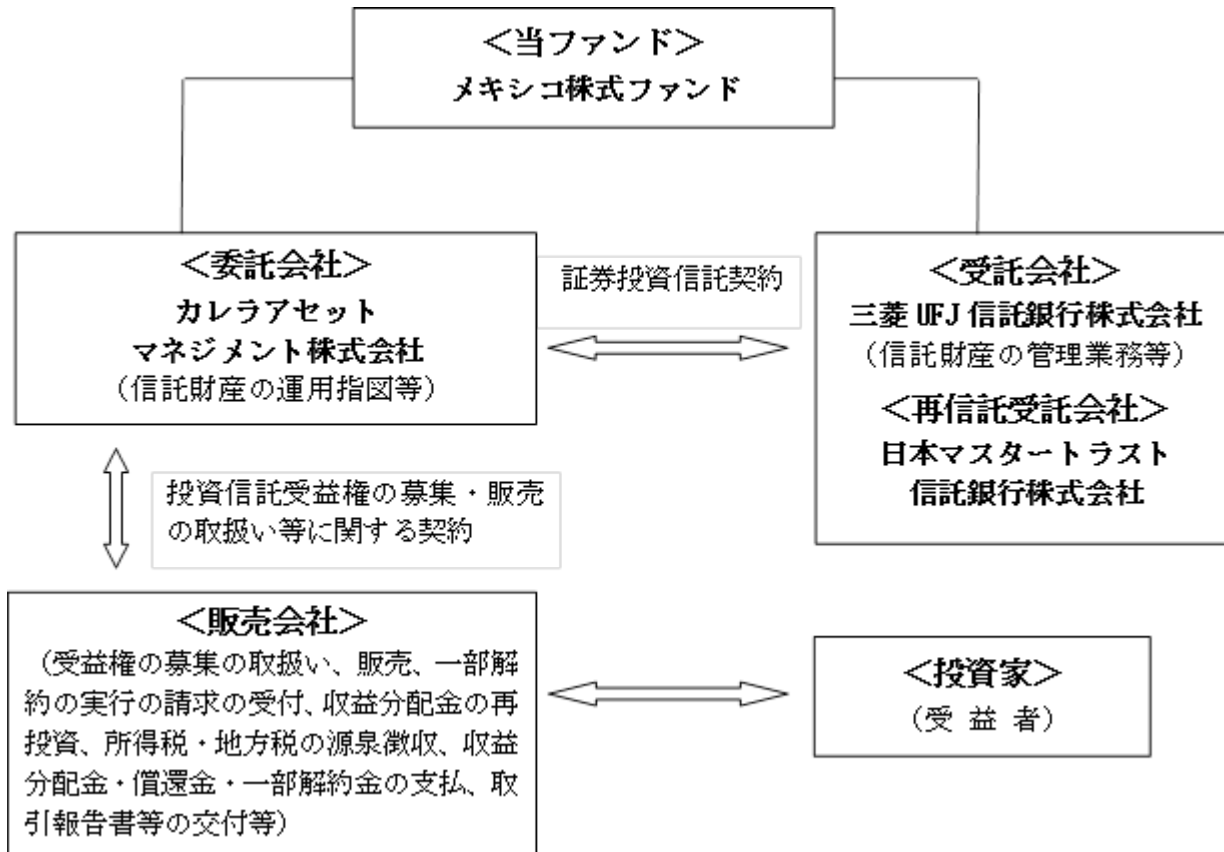 ＜当ファンド＞
メキシコ株式ファンド
＜委託会社＞
カレラアセット
マネジメント株式会社
（信託財産の運用指図等）
証券投資信託契約
＜受託会社＞
三菱 UFJ 信託銀行株式会社
（信託財産の管理業務等）
＜再信託受託会社＞
日本マスタートラスト
信託銀行株式会社
投資信託受益権の募集・販売
の取扱い等に関する契約
＜販売会社＞
（受益権の募集の取扱い、販売、一部解
約の実行の請求の受付、収益分配金の再
投資、所得税・地方税の源泉徴収、収益
分配金・償還金・一部解約金の支払、取
引報告書等の交付等）
＜投資家＞
（受 益 者）